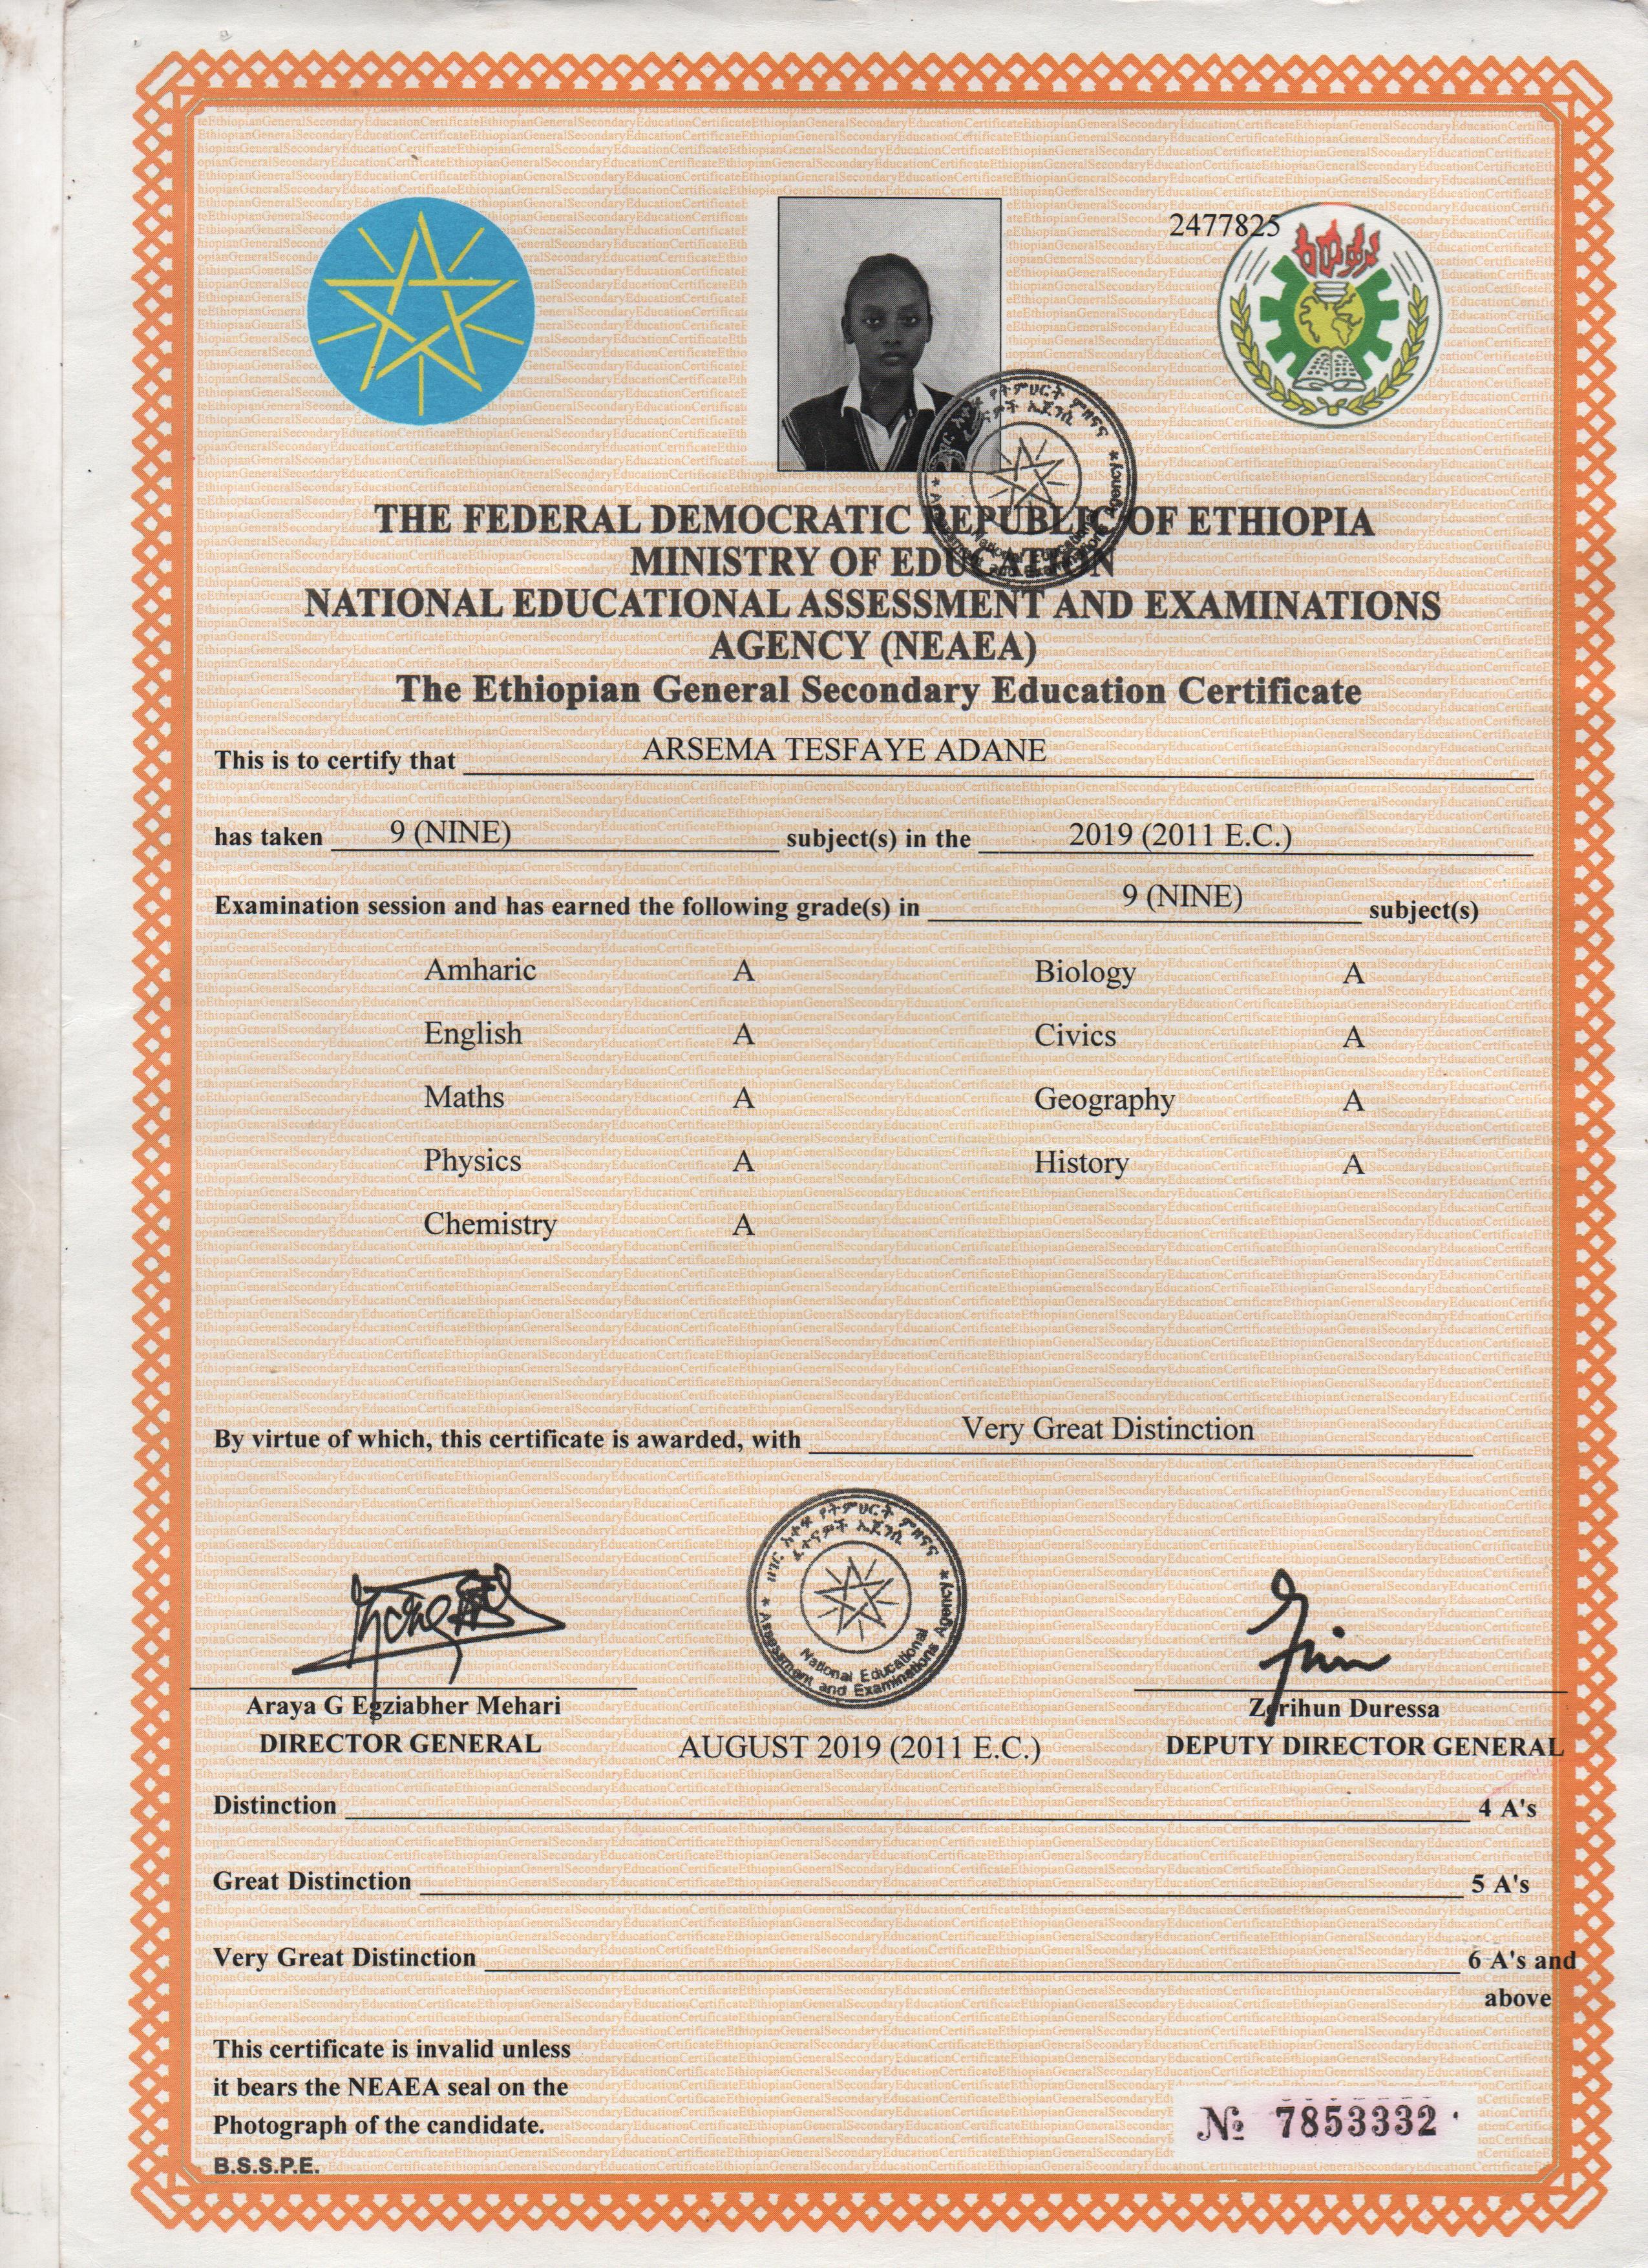 2477825
THE FEDERAL DEMOCRATIC REPUBLIC OF ETHIOPIA
MINISTRY OF EDUCATION
NATIONAL EDUCATIONAL ASSESSMENT AND EXAMINATIONS
AGENCY (NEAEA)
The Ethiopian General Secondary Education Certificate
This is to certify that ARSEMA TESFAYE ADANE
has taken 9 (NINE) subject(s) in the 2019 (2011 E.C.)
Examination session and has earned the following grade(s) in 9 (NINE) subject(s)
Amharic A Biology A
English A Civics A
Maths A Geography A
Physics A History A
Chemistry A
By virtue of which, this certificate is awarded, with Very Great Distinction
የትምህርት ምዘናና
ፈተናዎች ኤጀንሲ
National Educational
* Assessment and Examinations Agency *
Araya G Egziabher Mehari
DIRECTOR GENERAL
AUGUST 2019 (2011 E.C.)
Zerihun Duressa
DEPUTY DIRECTOR GENERAL
Distinction 4 A's
Great Distinction 5 A's
Very Great Distinction 6 A's and
above
This certificate is invalid unless
it bears the NEAEA seal on the
Photograph of the candidate.
B.S.S.P.E.
№ 7853332